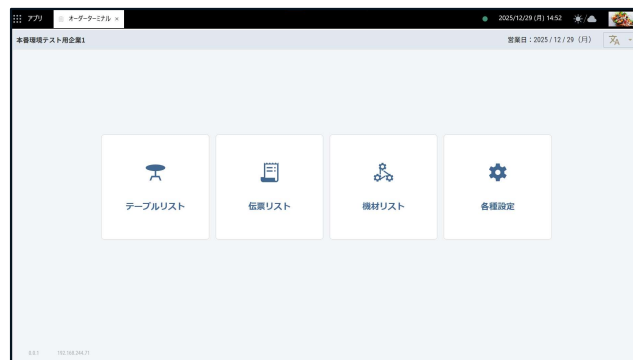 アプリ オーダーターミナル ×
2025/12/29 (月) 14:52
本番環境テスト用企業1
営業日：2025 / 12 / 29 （月）
テーブルリスト
伝票リスト
機材リスト
各種設定
0.0.1 192.168.244.71